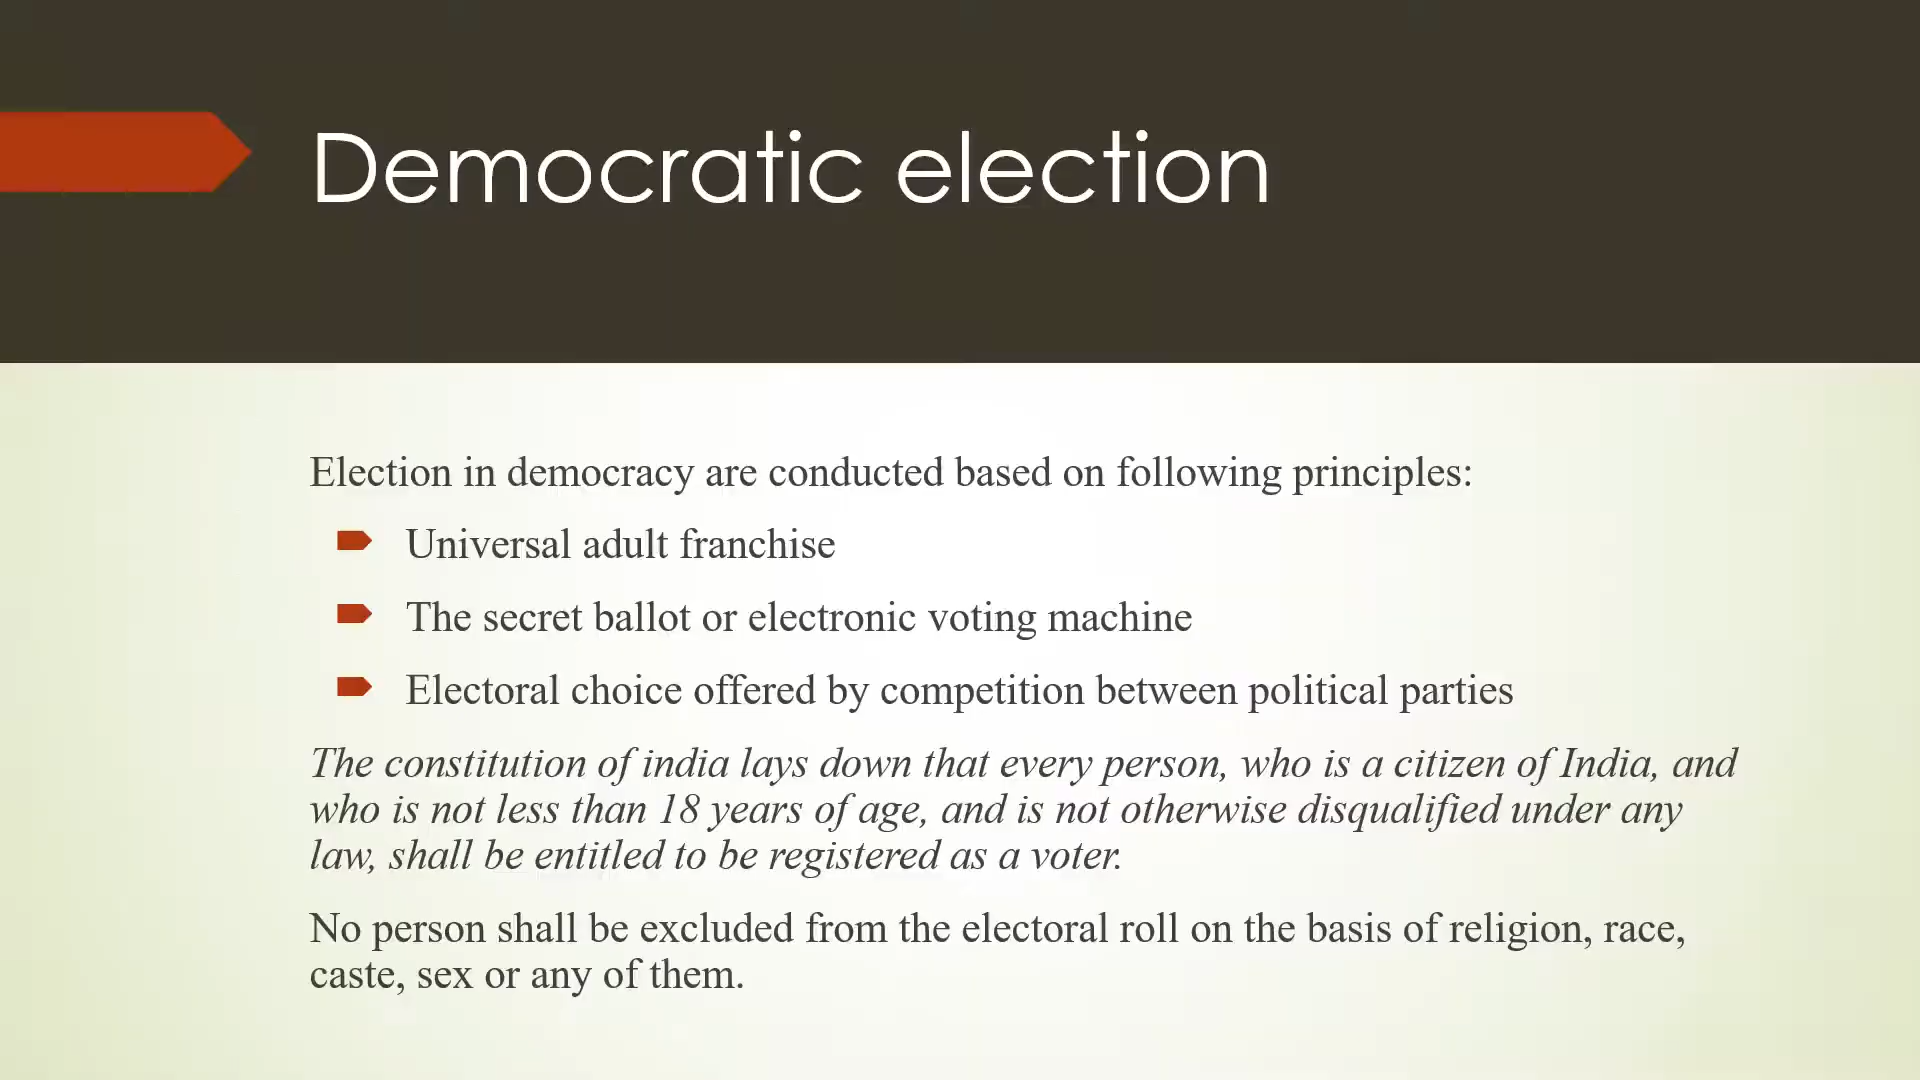 Democratic election
Election in democracy are conducted based on following principles:
Universal adult franchise
The secret ballot or electronic voting machine
Electoral choice offered by competition between political parties
The constitution of india lays down that every person, who is a citizen of India, and
who is not less than 18 years of age, and is not otherwise disqualified under any
law, shall be entitled to be registered as a voter.
No person shall be excluded from the electoral roll on the basis of religion, race,
caste, sex or any of them.